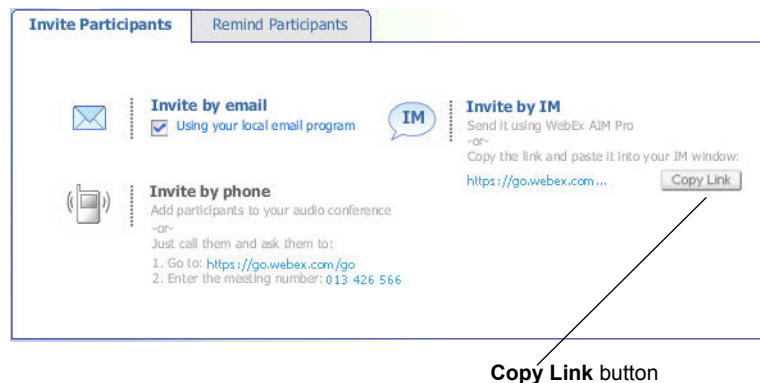 Invite Participants
Remind Participants
Invite by email
Using your local email program
IM
Invite by IM
Send it using WebEx AIM Pro
-or-
Copy the link and paste it into your IM window:
https://go.webex.com...
Copy Link
Invite by phone
Add participants to your audio conference
-or-
Just call them and ask them to:
1. Go to: https://go.webex.com/go
2. Enter the meeting number: 013 426 566
Copy Link button